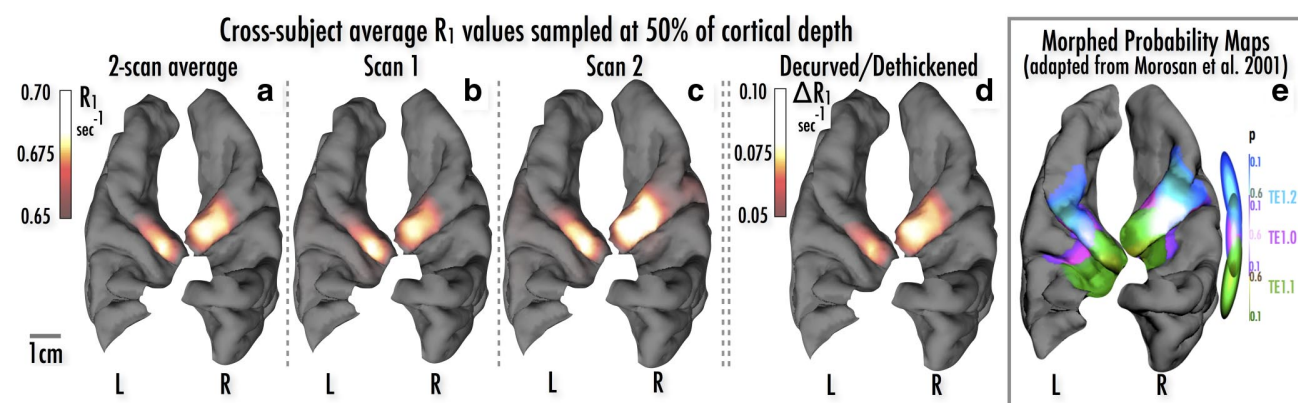 Cross-subject average R1 values sampled at 50% of cortical depth
2-scan average
a
Scan 1
b
Scan 2
c
Decurved/Dethickened
d
Morphed Probability Maps
(adapted from Morosan et al. 2001)
e
0.70
R1
sec-1
0.675
0.65
0.10
ΔR1
sec-1
0.075
0.05
p
0.1
0.6
TE1.2
0.1
0.6
TE1.0
0.1
0.6
TE1.1
0.1
1cm
L R
L R
L R
L R
L R